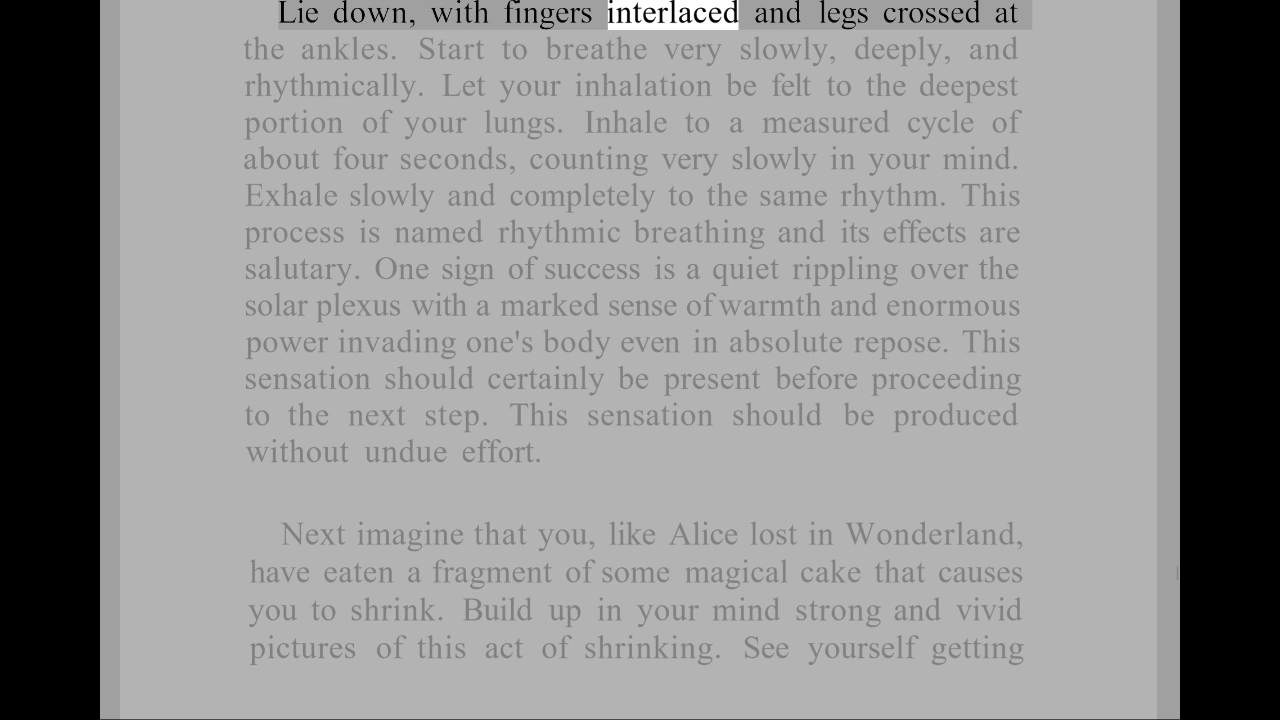 Lie down, with fingers interlaced and legs crossed at
the ankles. Start to breathe very slowly, deeply, and
rhythmically. Let your inhalation be felt to the deepest
portion of your lungs. Inhale to a measured cycle of
about four seconds, counting very slowly in your mind.
Exhale slowly and completely to the same rhythm. This
process is named rhythmic breathing and its effects are
salutary. One sign of success is a quiet rippling over the
solar plexus with a marked sense of warmth and enormous
power invading one's body even in absolute repose. This
sensation should certainly be present before proceeding
to the next step. This sensation should be produced
without undue effort.
Next imagine that you, like Alice lost in Wonderland,
have eaten a fragment of some magical cake that causes
you to shrink. Build up in your mind strong and vivid
pictures of this act of shrinking. See yourself getting